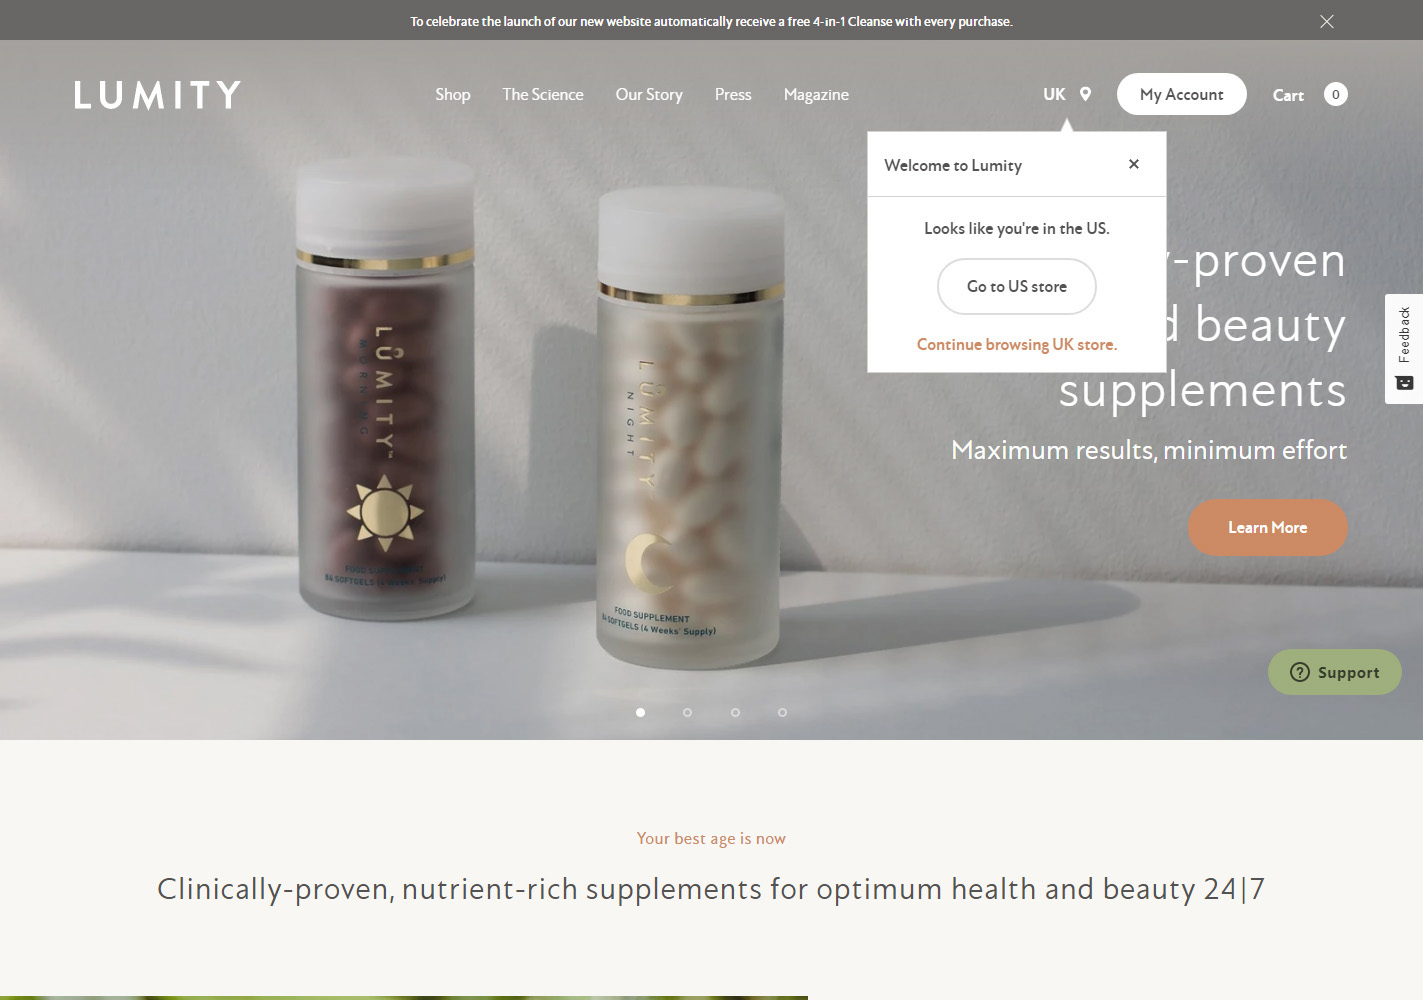 To celebrate the launch of our new website automatically receive a free 4-in-1 Cleanse with every purchase.
LUMITY
Shop
The Science
Our Story
Press
Magazine
UK
My Account
Cart
0
Welcome to Lumity
Looks like you're in the US.
Go to US store
Continue browsing UK store.
-proven
beauty
supplements
Maximum results, minimum effort
Learn More
Feedback
LUMITY™
MORNING
FOOD SUPPLEMENT
84 SOFTGELS (4 Weeks' Supply)
LUMITY
NIGHT
FOOD SUPPLEMENT
84 SOFTGELS (4 Weeks' Supply)
Support
Your best age is now
Clinically-proven, nutrient-rich supplements for optimum health and beauty 24|7